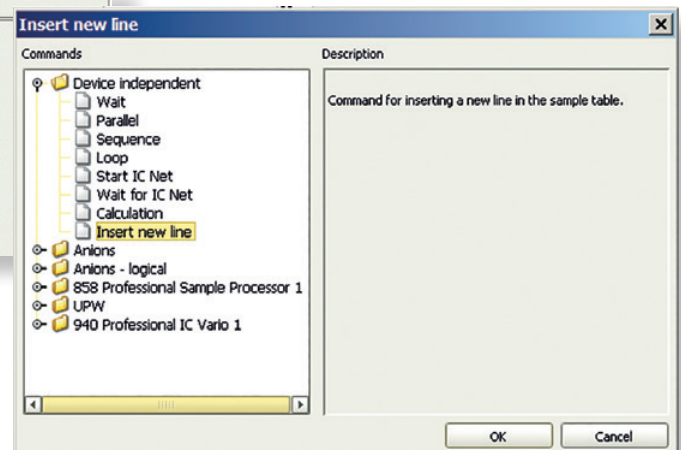 Insert new line
Commands
Description
Device independent
Wait
Parallel
Sequence
Loop
Start IC Net
Wait for IC Net
Calculation
Insert new line
Anions
Anions - logical
858 Professional Sample Processor 1
UPW
940 Professional IC Vario 1
Command for inserting a new line in the sample table.
OK
Cancel